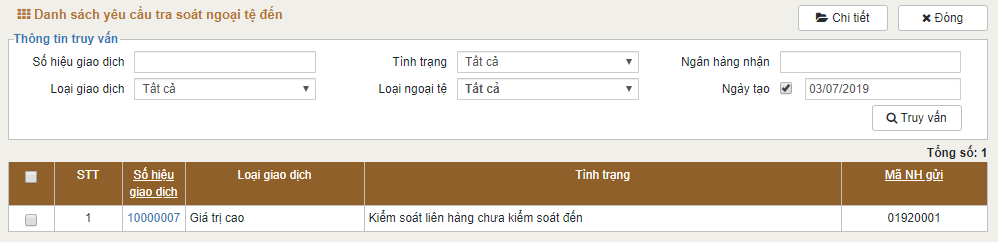 Danh sách yêu cầu tra soát ngoại tệ đến
Chi tiết Đóng
Thông tin truy vấn
Số hiệu giao dịch Tình trạng Tất cả Ngân hàng nhận
Loại giao dịch Tất cả Loại ngoại tệ Tất cả Ngày tạo 03/07/2019
Truy vấn
Tổng số: 1
STT Số hiệu giao dịch Loại giao dịch Tình trạng Mã NH gửi
1 10000007 Giá trị cao Kiểm soát liên hàng chưa kiểm soát đến 01920001